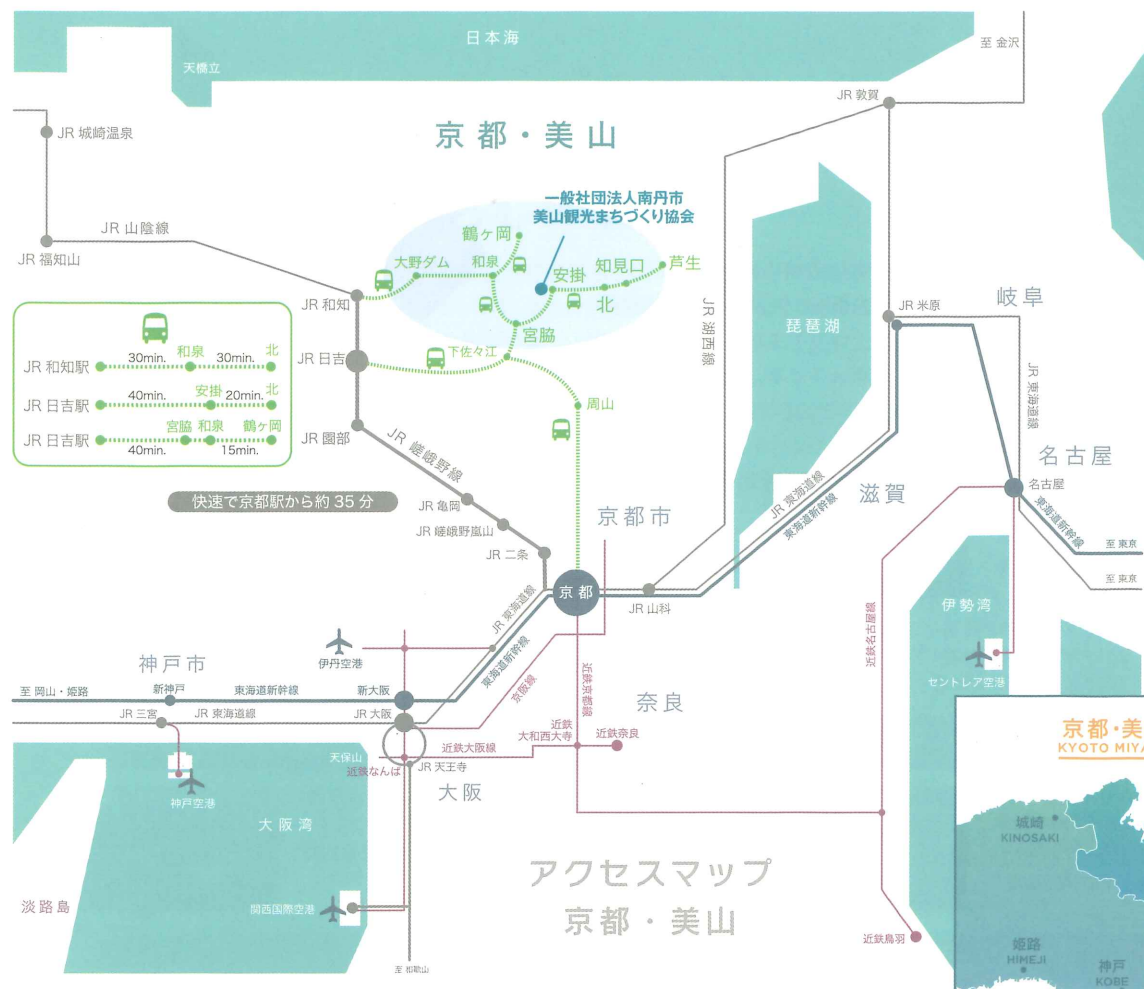 日本海
至 金沢
天橋立
JR 敦賀
JR 城崎温泉
京都・美山
一般社団法人南丹市
美山観光まちづくり協会
JR 山陰線
JR 福知山
鶴ヶ岡
大野ダム
和泉
安掛
知見口
芦生
北
JR 和知
宮脇
JR 湖西線
琵琶湖
JR 米原
岐阜
JR 東海道線
JR 日吉
下佐々江
周山
JR 和知駅
30min.
和泉
30min.
北
JR 日吉駅
40min.
安掛
20min.
北
JR 日吉駅
40min.
宮脇
和泉
15min.
鶴ヶ岡
JR 園部
JR 嵯峨野線
快速で京都駅から約 35 分
JR 亀岡
JR 嵯峨野嵐山
JR 二条
京都市
京都
JR 山科
JR 東海道線
東海道新幹線
滋賀
名古屋
名古屋
東海道新幹線
至 東京
至 東京
伊勢湾
セントレア空港
近鉄名古屋線
JR 東海道線
東海道新幹線
京阪線
近鉄京都線
伊丹空港
神戸市
至 岡山・姫路
新神戸
東海道新幹線
新大阪
JR 三宮
JR 東海道線
JR 大阪
奈良
近鉄
大和西大寺
近鉄奈良
近鉄大阪線
天保山
近鉄なんば
JR 天王寺
大阪
神戸空港
大阪湾
淡路島
関西国際空港
至 和歌山
アクセスマップ
京都・美山
近鉄鳥羽
京都・美
KYOTO MIYA
城崎
KINOSAKI
姫路
HIMEJI
神戸
KOBE